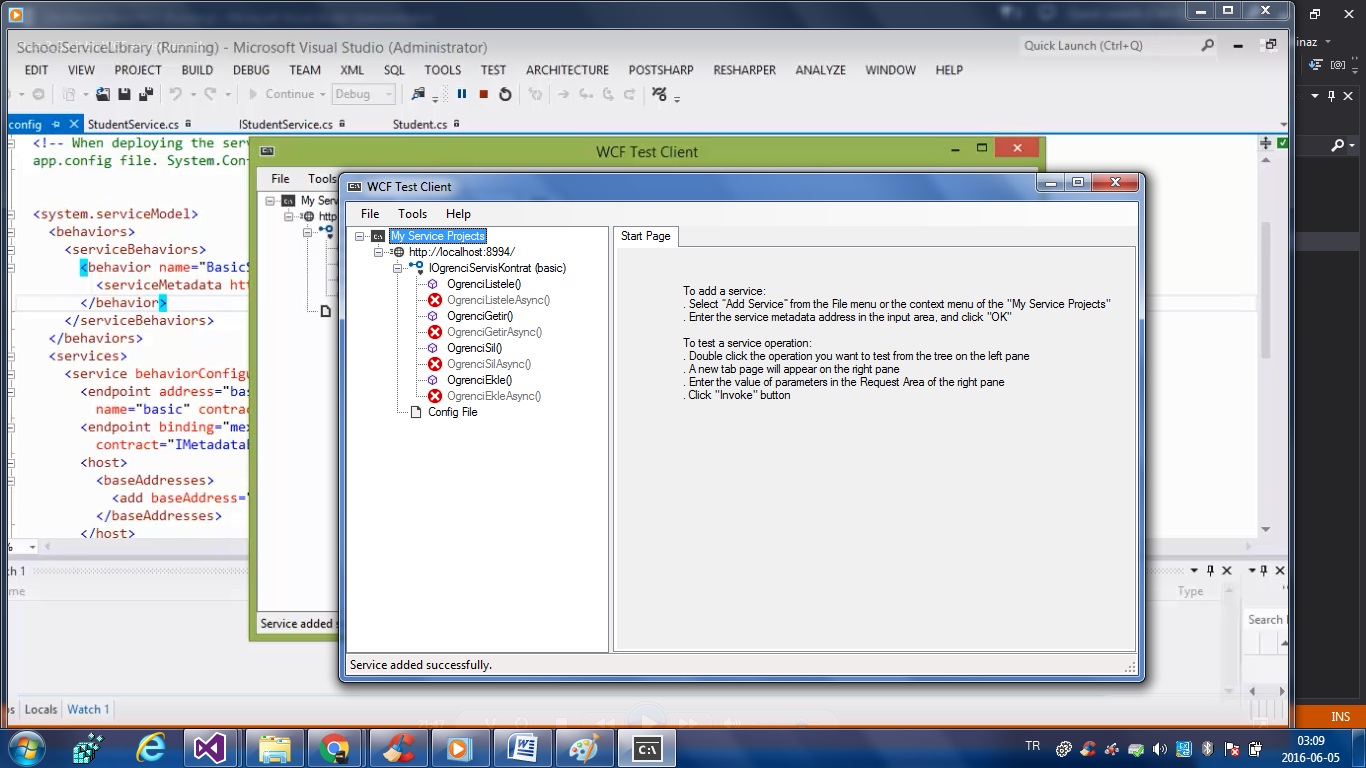 SchoolServiceLibrary (Running) - Microsoft Visual Studio (Administrator)
Quick Launch (Ctrl+Q)
inaz
EDIT VIEW PROJECT BUILD DEBUG TEAM XML SQL TOOLS TEST ARCHITECTURE POSTSHARP RESHARPER ANALYZE WINDOW HELP
Continue Debug
config StudentService.cs IStudentService.cs Student.cs
<!-- When deploying the serv
app.config file. System.Con
<system.serviceModel>
<behaviors>
<serviceBehaviors>
<behavior name="BasicS
<serviceMetadata htt
</behavior>
</serviceBehaviors>
</behaviors>
<services>
<service behaviorConfigu
<endpoint address="bas
name="basic" contrac
<endpoint binding="mex
contract="IMetadataE
<host>
<baseAddresses>
<add baseAddress="
</baseAddresses>
</host>
WCF Test Client
File Tools
My Serv
http
Service added s
WCF Test Client
File Tools Help
My Service Projects
http://localhost:8994/
IOgrenciServisKontrat (basic)
OgrenciListele()
OgrenciListeleAsync()
OgrenciGetir()
OgrenciGetirAsync()
OgrenciSil()
OgrenciSilAsync()
OgrenciEkle()
OgrenciEkleAsync()
Config File
Start Page
To add a service:
. Select "Add Service" from the File menu or the context menu of the "My Service Projects"
. Enter the service metadata address in the input area, and click "OK"
To test a service operation:
. Double click the operation you want to test from the tree on the left pane
. A new tab page will appear on the right pane
. Enter the value of parameters in the Request Area of the right pane
. Click "Invoke" button
Service added successfully.
%
ch 1
me
Type
Search
os Locals Watch 1
21:47
INS
TR
03:09
2016-06-05